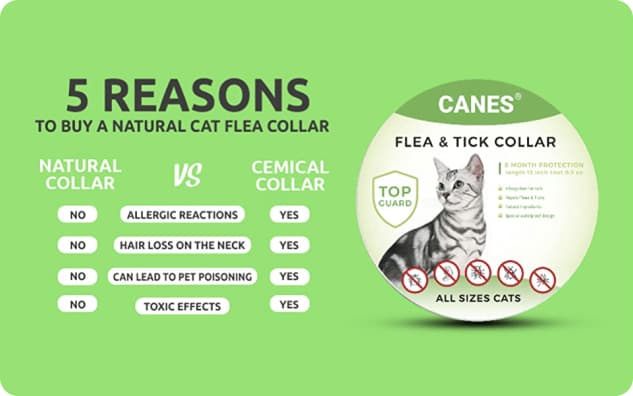 5 REASONS
TO BUY A NATURAL CAT FLEA COLLAR
NATURAL
COLLAR
VS
CEMICAL
COLLAR
NO ALLERGIC REACTIONS YES
NO HAIR LOSS ON THE NECK YES
NO CAN LEAD TO PET POISONING YES
NO TOXIC EFFECTS YES
CANES®
FLEA & TICK COLLAR
8 MONTH PROTECTION
TOP
GUARD
ALL SIZES CATS